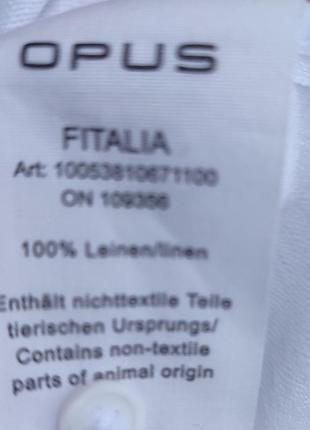 OPUS
FITALIA
Art: 10053810671100
ON 109386
100% Leinen/linen
Enthält nichttextile Teile
tierischen Ursprungs/
Contains non-textile
parts of animal origin